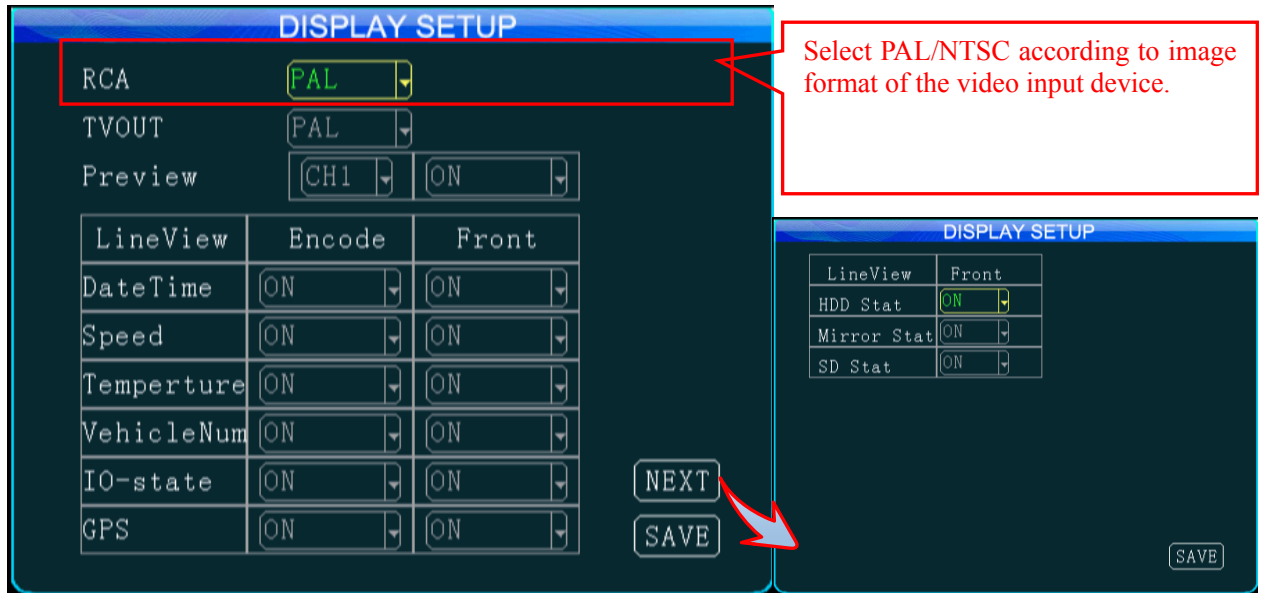 DISPLAY SETUP
RCA PAL
TVOUT PAL
Preview CH1 ON
LineView Encode Front
DateTime ON ON
Speed ON ON
Temperture ON ON
VehicleNum ON ON
IO-state ON ON
GPS ON ON
NEXT
SAVE
Select PAL/NTSC according to image
format of the video input device.
DISPLAY SETUP
LineView Front
HDD Stat ON
Mirror Stat ON
SD Stat ON
SAVE